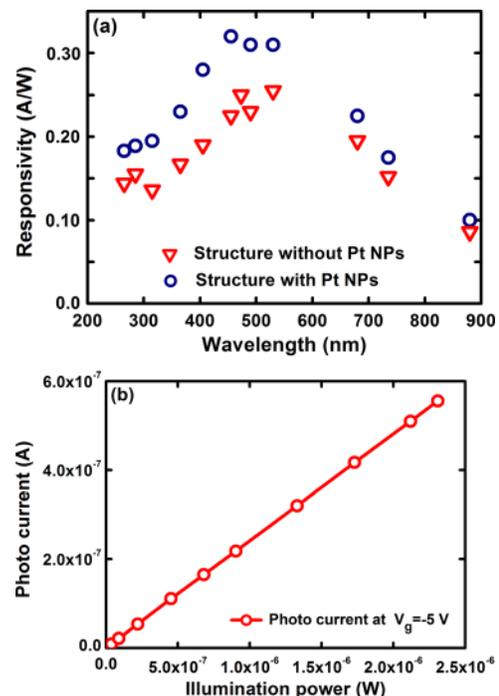 (a)
Responsivity (A/W)
0.30
0.20
0.10
0.0
Structure without Pt NPs
Structure with Pt NPs
200 300 400 500 600 700 800 900
Wavelength (nm)
(b)
Photo current (A)
6.0x10⁻⁷
4.0x10⁻⁷
2.0x10⁻⁷
0.0
Photo current at V_g=-5 V
0.0 5.0x10⁻⁷ 1.0x10⁻⁶ 1.5x10⁻⁶ 2.0x10⁻⁶ 2.5x10⁻⁶
Illumination power (W)